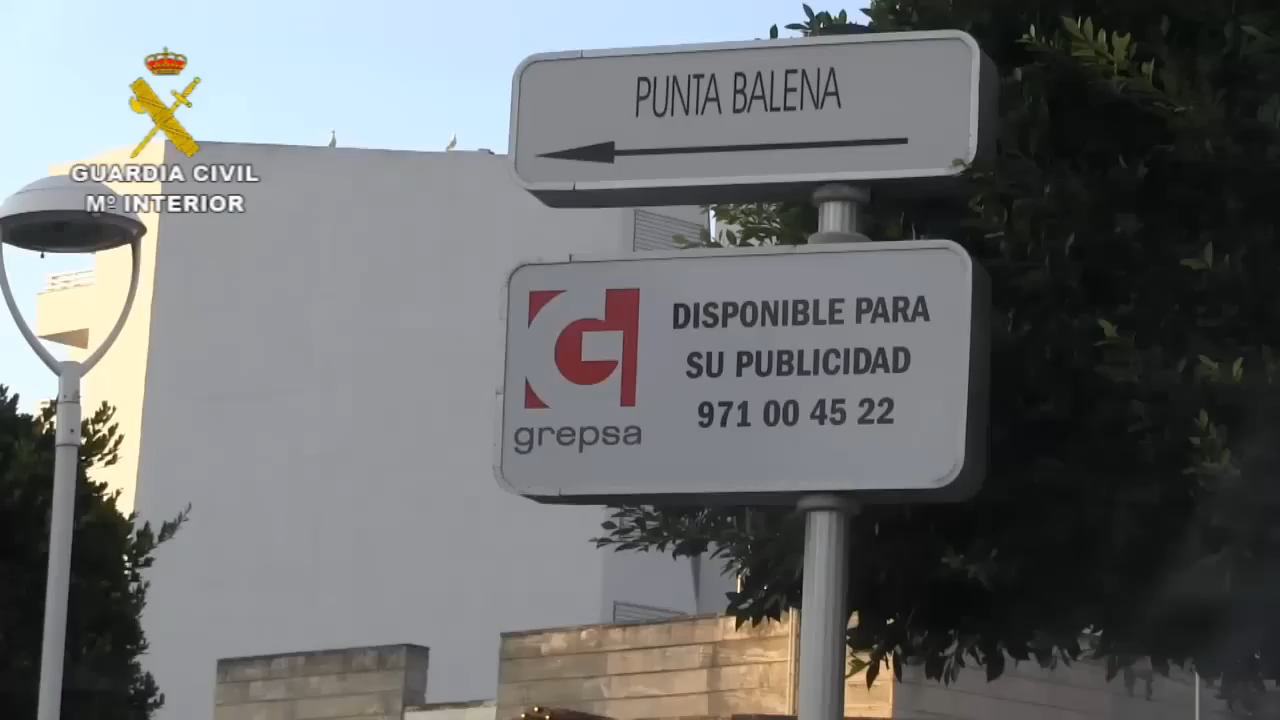 GUARDIA CIVIL
Mº INTERIOR
PUNTA BALENA
DISPONIBLE PARA
SU PUBLICIDAD
971 00 45 22
grepsa